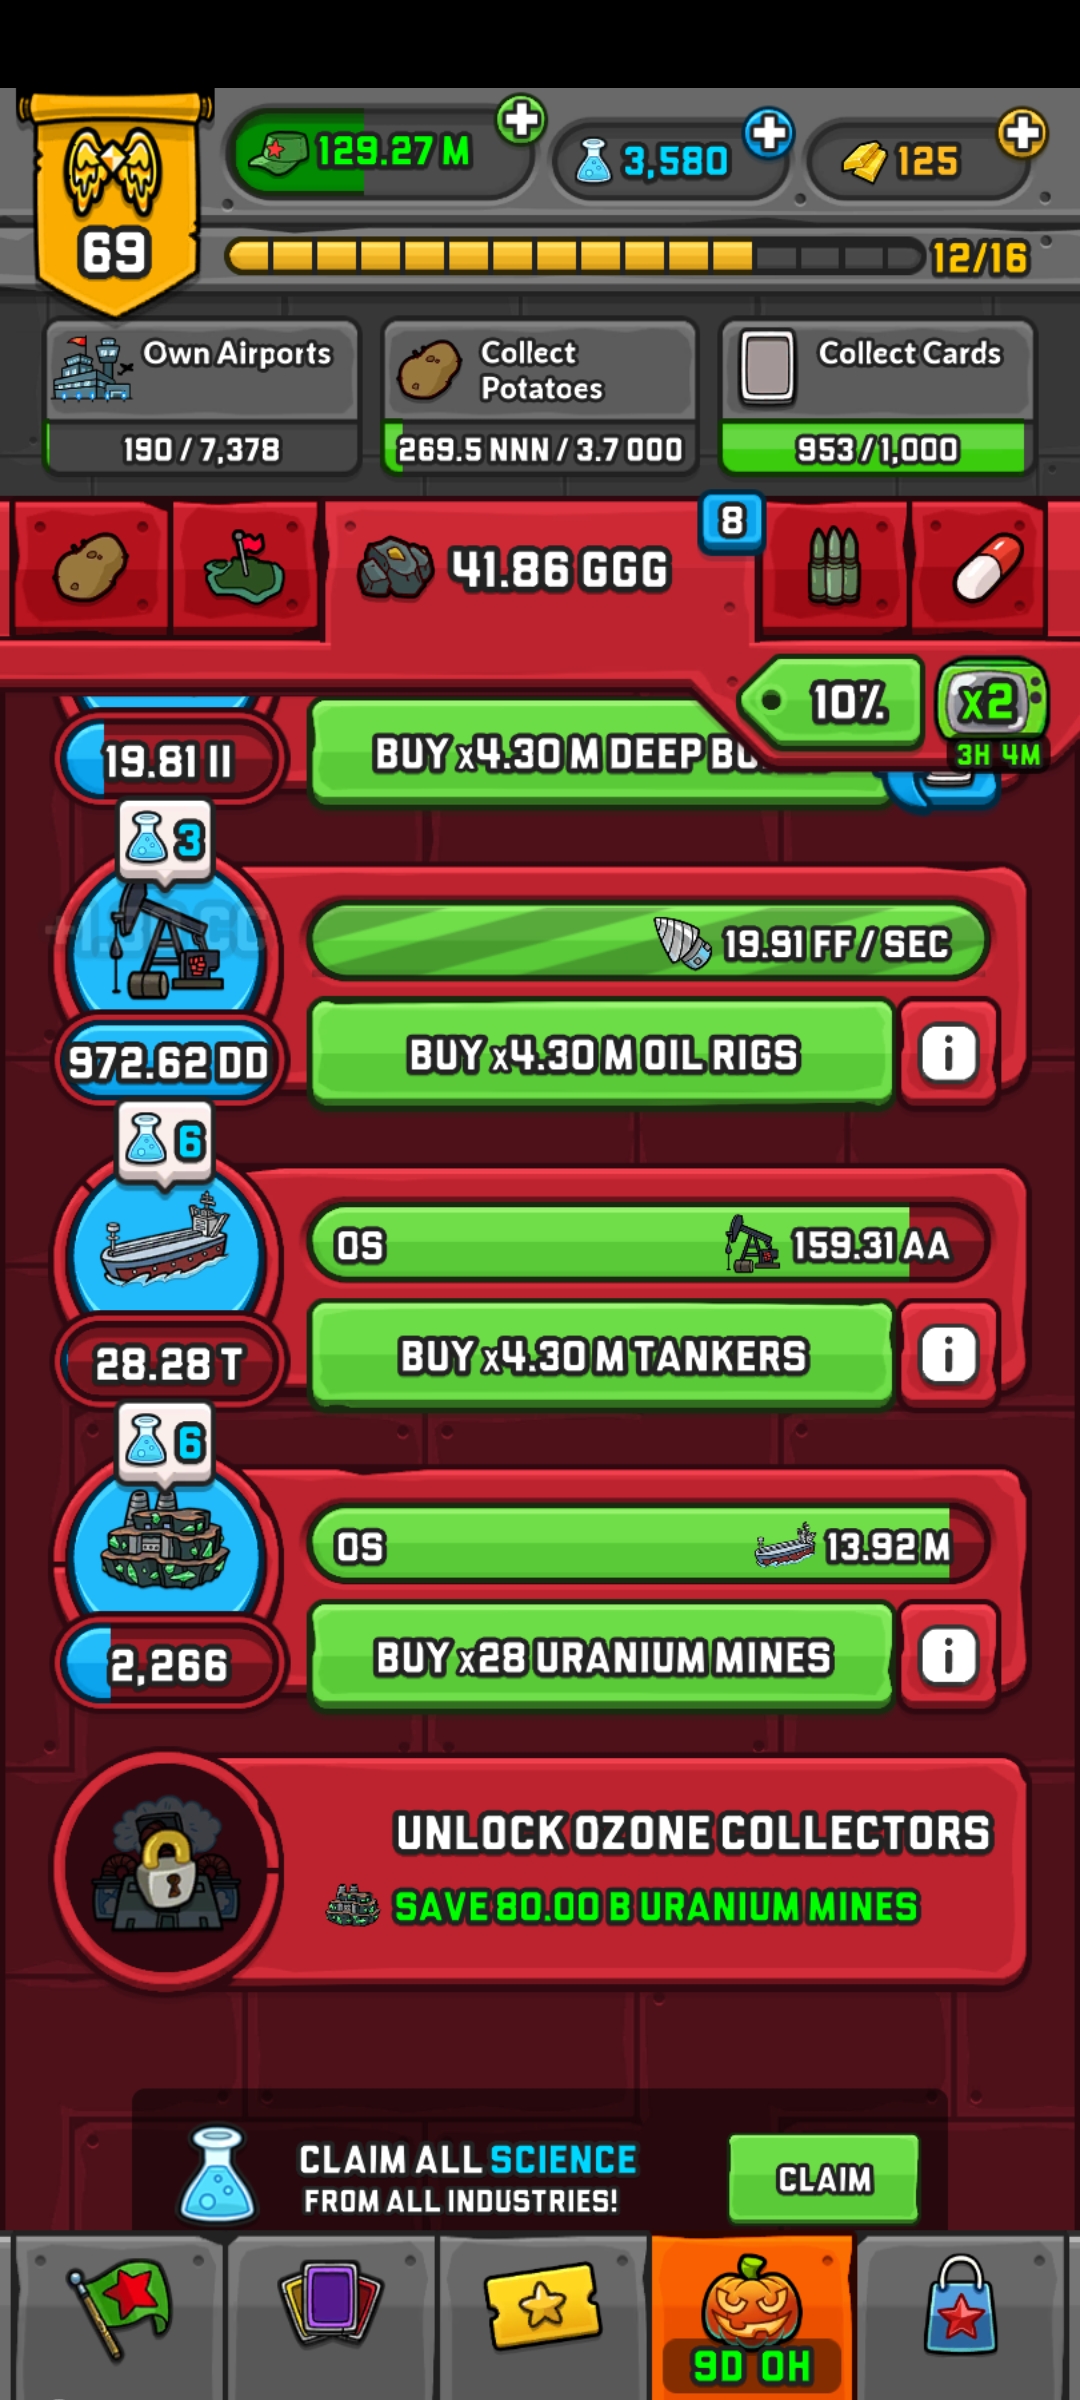 129.27 M
3,580
125
69
12/16
Own Airports
190 / 7,378
Collect
Potatoes
269.5 NNN / 3.7 OOO
Collect Cards
953 / 1,000
41.86 GGG
8
10%
x2
3H 4M
19.81 II
BUY x4.30 M DEEP
3
19.91 FF / SEC
972.62 DD
BUY x4.30 M OIL RIGS
i
6
0S
159.31 AA
28.28 T
BUY x4.30 M TANKERS
i
6
0S
13.92 M
2,266
BUY x28 URANIUM MINES
i
UNLOCK OZONE COLLECTORS
SAVE 80.00 B URANIUM MINES
CLAIM ALL SCIENCE
FROM ALL INDUSTRIES!
CLAIM
9D 0H